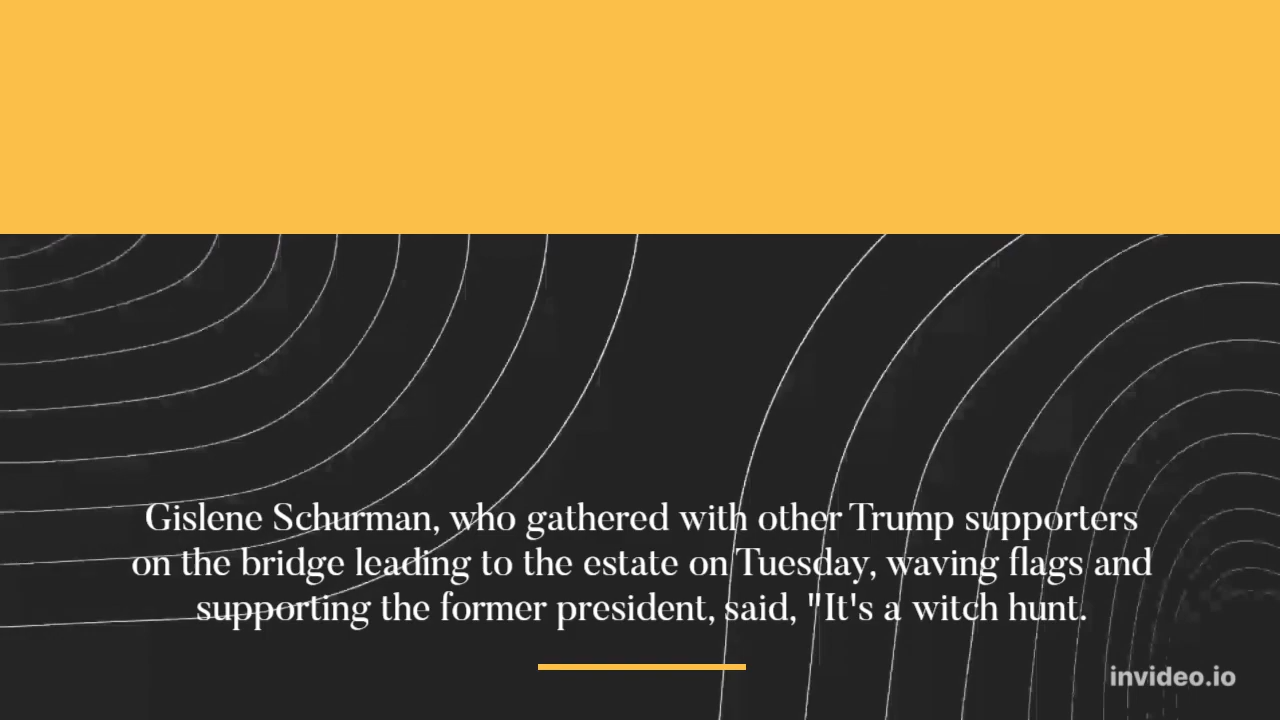 Gislene Schurman, who gathered with other Trump supporters
on the bridge leading to the estate on Tuesday, waving flags and
supporting the former president, said, "It's a witch hunt.
invideo.io